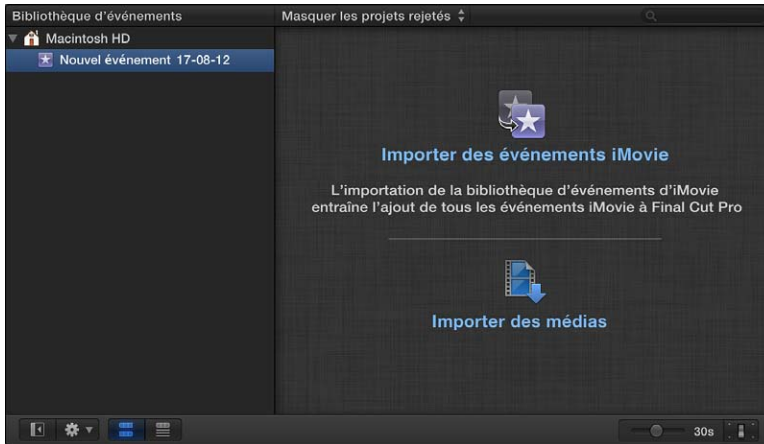 Bibliothèque d'événements
Masquer les projets rejetés
Macintosh HD
Nouvel événement 17-08-12
Importer des événements iMovie
L'importation de la bibliothèque d'événements d'iMovie
entraîne l'ajout de tous les événements iMovie à Final Cut Pro
Importer des médias
30s